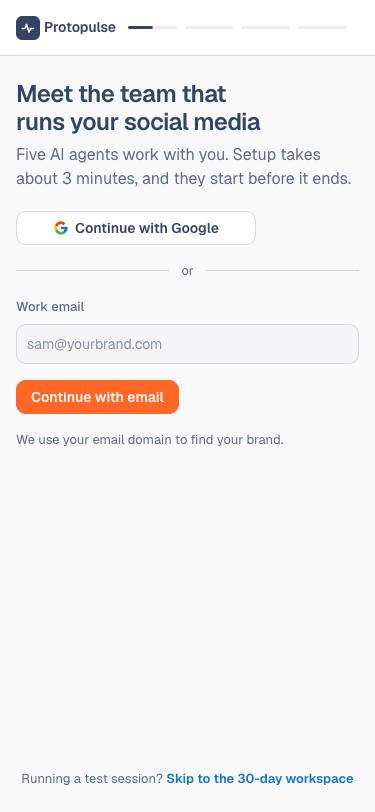 Protopulse
Meet the team that
runs your social media
Five AI agents work with you. Setup takes
about 3 minutes, and they start before it ends.
Continue with Google
or
Work email
sam@yourbrand.com
Continue with email
We use your email domain to find your brand.
Running a test session? Skip to the 30-day workspace